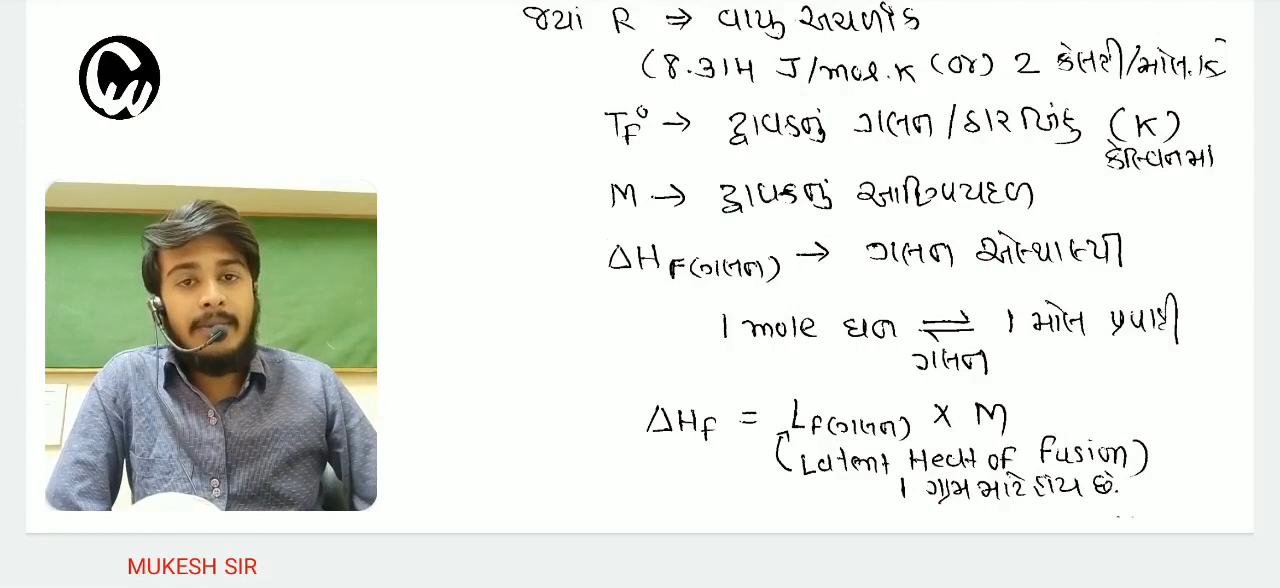 જયાં R ⇒ વાયુ અચળાંક
(8.314 J/mol.K (or) 2 કેલરી/મોલ.K
Tf° → દ્રાવકનું ગલન/ઠારબિંદુ (K)
કેલ્વિનમાં
M → દ્રાવકનું આણ્વિયદળ
ΔHF(ગલન) → ગલન એન્થાલ્પી
1 mole ઘન ⇌ 1 મોલ પ્રવાહી
ગલન
ΔHf = Lf(ગલન) × M
(Latent Heat of Fusion)
1 ગ્રામ માટે હોય છે.
MUKESH SIR